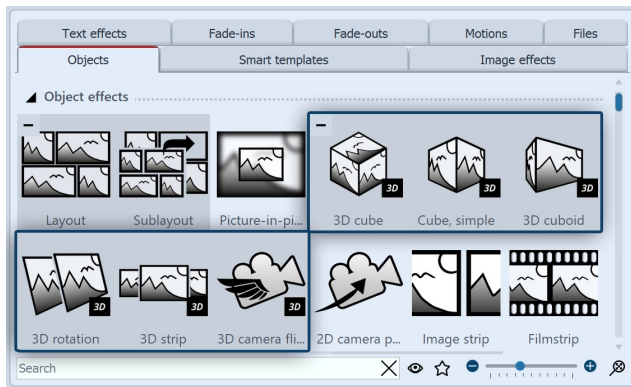 Text effects Fade-ins Fade-outs Motions Files
Objects Smart templates Image effects
Object effects
3D 3D 3D
Layout Sublayout Picture-in-pi... 3D cube Cube, simple 3D cuboid
3D 3D 3D
3D rotation 3D strip 3D camera fli... 2D camera p... Image strip Filmstrip
Search